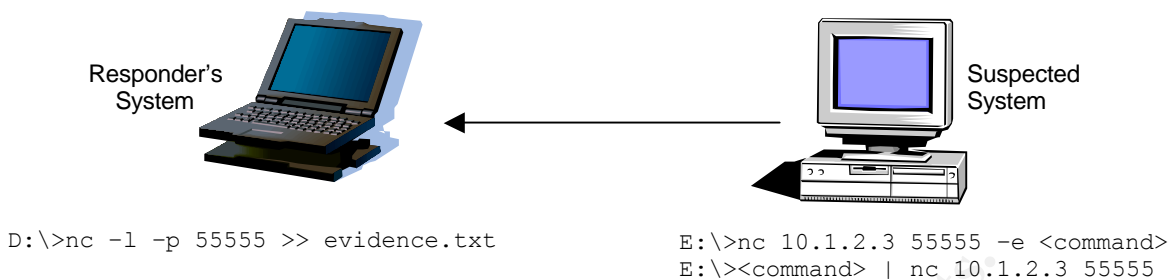 Responder's
System
Suspected
System
D:\>nc –l –p 55555 >> evidence.txt
E:\>nc 10.1.2.3 55555 –e <command>
E:\><command> | nc 10.1.2.3 55555